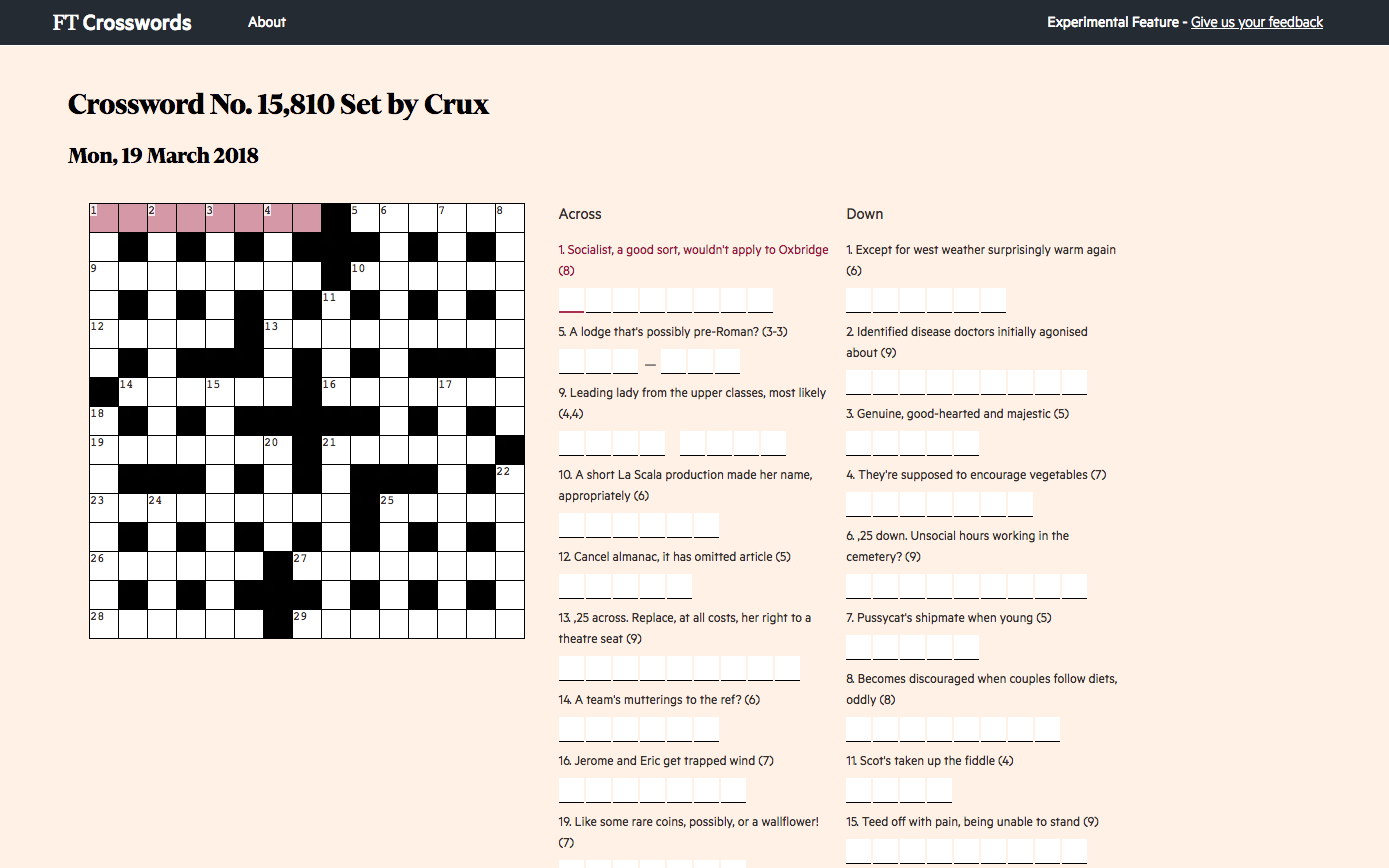 FT Crosswords
About
Experimental Feature - Give us your feedback
Crossword No. 15,810 Set by Crux
Mon, 19 March 2018
1 2 3 4 5 6 7 8
9 10
11
12 13
14 15 16 17
18
19 20 21
22
23 24 25
26 27
28 29
Across
1. Socialist, a good sort, wouldn't apply to Oxbridge
(8)
5. A lodge that's possibly pre-Roman? (3-3)
—
9. Leading lady from the upper classes, most likely
(4,4)
10. A short La Scala production made her name,
appropriately (6)
12. Cancel almanac, it has omitted article (5)
13. ,25 across. Replace, at all costs, her right to a
theatre seat (9)
14. A team's mutterings to the ref? (6)
16. Jerome and Eric get trapped wind (7)
19. Like some rare coins, possibly, or a wallflower!
(7)
Down
1. Except for west weather surprisingly warm again
(6)
2. Identified disease doctors initially agonised
about (9)
3. Genuine, good-hearted and majestic (5)
4. They're supposed to encourage vegetables (7)
6. ,25 down. Unsocial hours working in the
cemetery? (9)
7. Pussycat's shipmate when young (5)
8. Becomes discouraged when couples follow diets,
oddly (8)
11. Scot's taken up the fiddle (4)
15. Teed off with pain, being unable to stand (9)